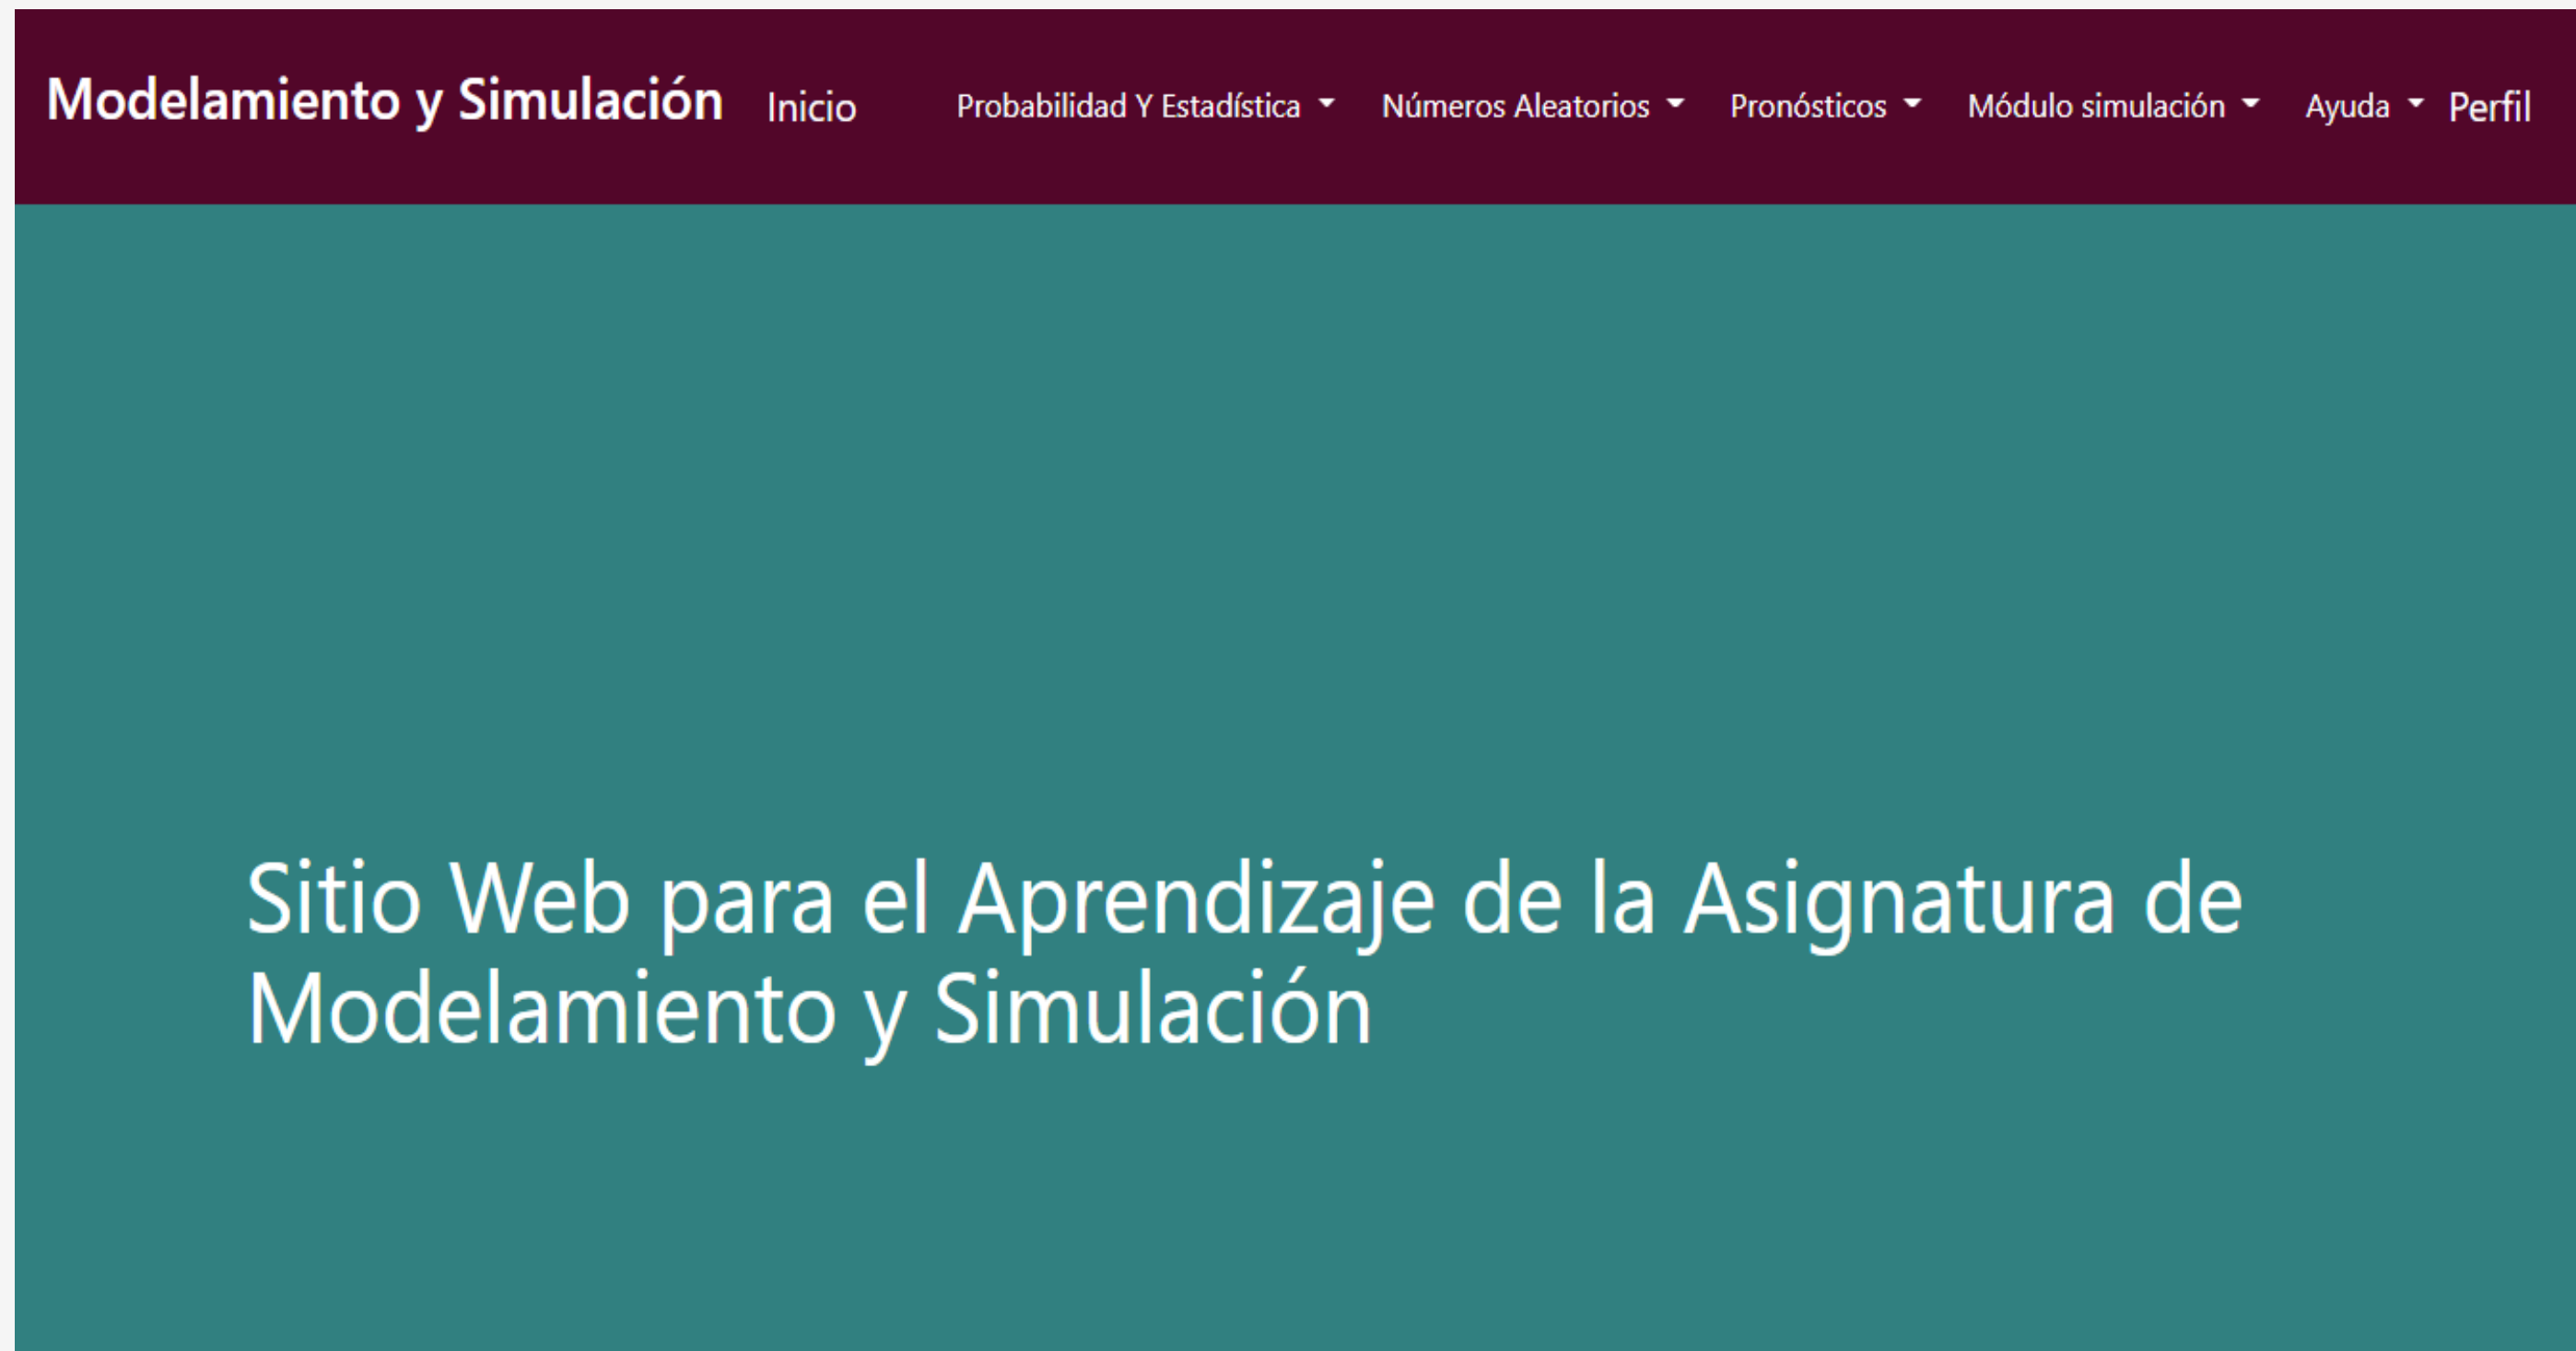 Modelamiento y Simulación Inicio Probabilidad Y Estadística Números Aleatorios Pronósticos Módulo simulación Ayuda Perfil
Sitio Web para el Aprendizaje de la Asignatura de
Modelamiento y Simulación